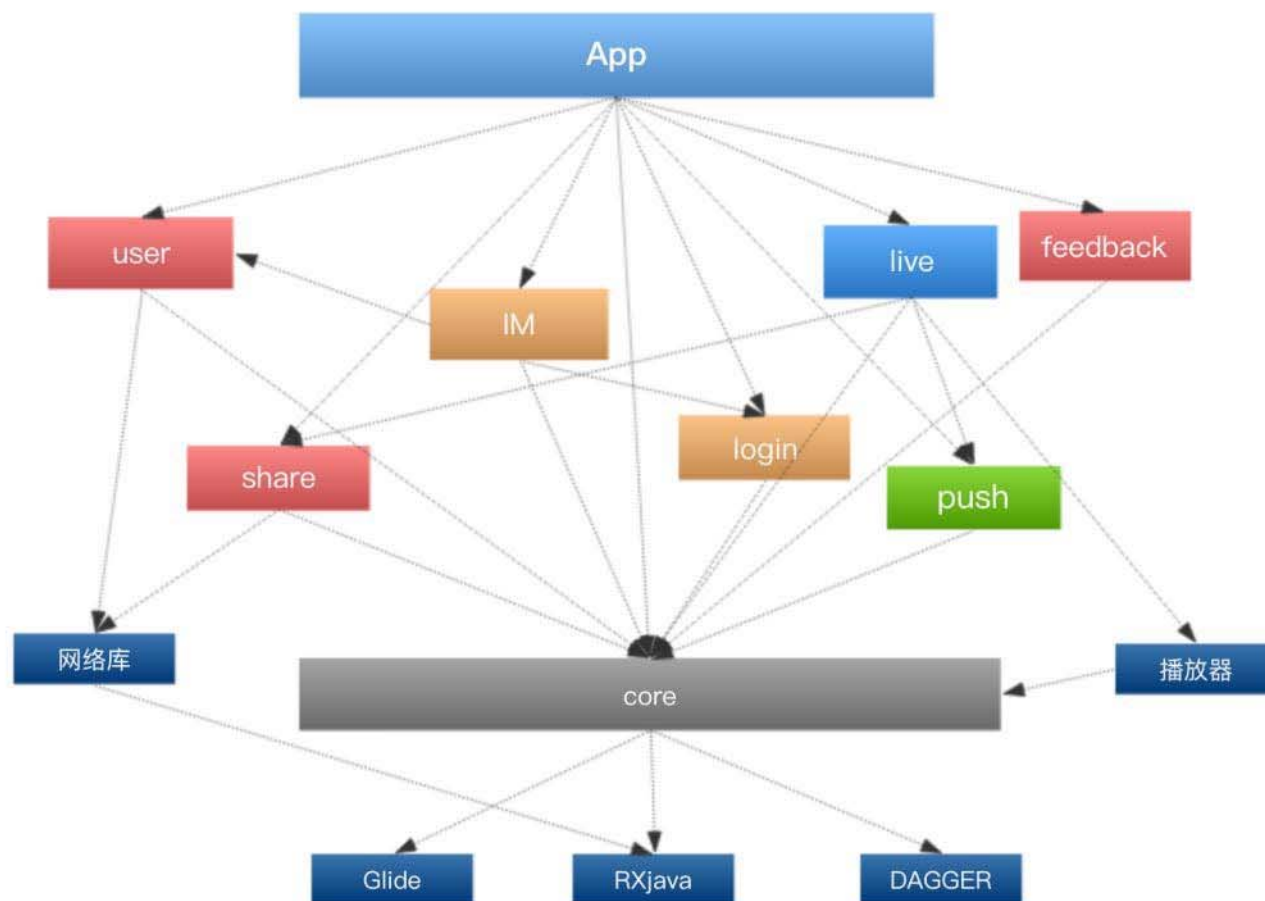 App
user
live
feedback
IM
login
share
push
网络库
播放器
core
Glide
RXjava
DAGGER